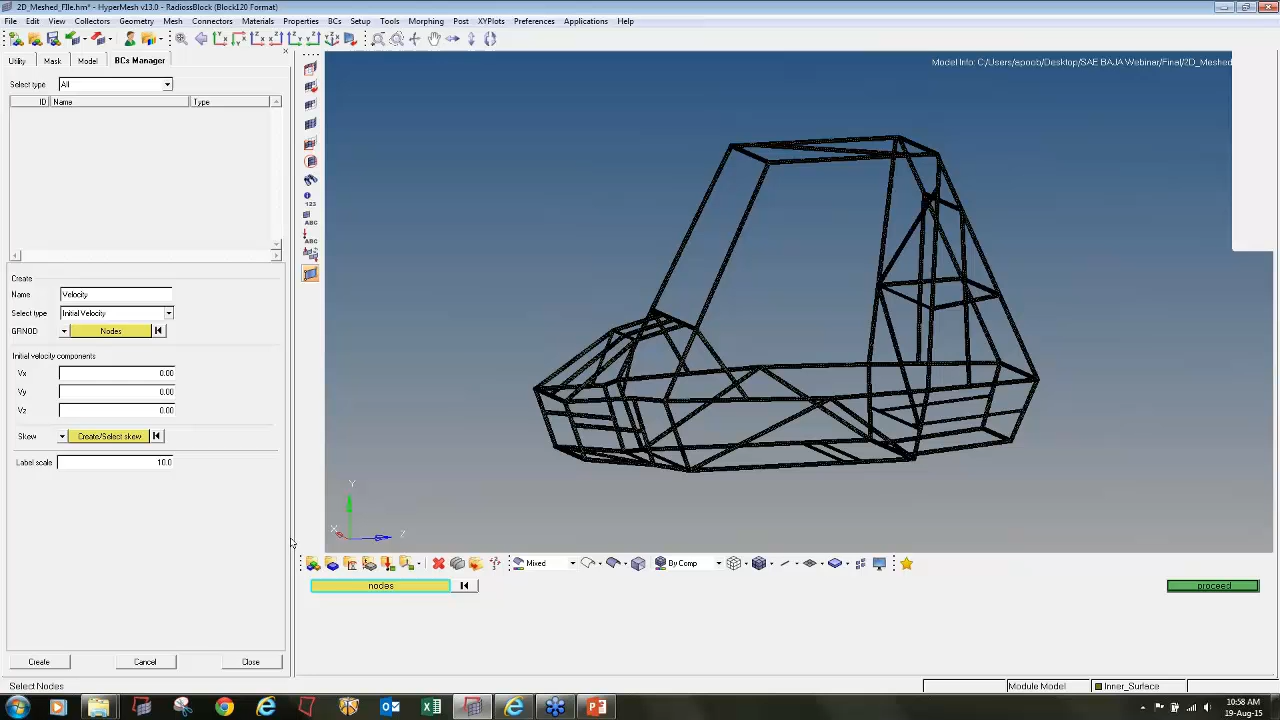 2D_Meshed_File.hm* - HyperMesh v13.0 - RadiossBlock (Block120 Format)
File Edit View Collectors Geometry Mesh Connectors Materials Properties BCs Setup Tools Morphing Post XYPlots Preferences Applications Help
Utility Mask Model BCs Manager
Model Info: C:/Users/apoob/Desktop/SAE BAJA Webinar/Final/2D_Meshed
Select type All
ID Name Type
123
ABC
ABC
Create
Name Velocity
Select type Initial Velocity
GRNOD Nodes
Initial velocity components
Vx 0.00
Vy 0.00
Vz 0.00
Skew Create/Select skew
Label scale 10.0
Y
X Z
Mixed By Comp
nodes proceed
Create Cancel Close
Select Nodes Module Model Inner_Surface
10:58 AM
19-Aug-15